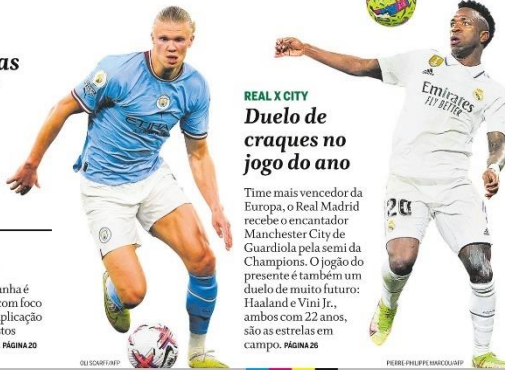 as
REAL X CITY
Duelo de
craques no
jogo do ano
Time mais vencedor da
Europa, o Real Madrid
recebe o encantador
Manchester City de
Guardiola pela semi da
Champions. O jogão do
presente é também um
duelo de muito futuro:
Haaland e Vini Jr.,
ambos com 22 anos,
são as estrelas em
campo. PÁGINA 26
anha é
com foco
plicação
tos
PÁGINA 20
OLI SCARFF/AFP
PIERRE-PHILIPPE MARCOU/AFP
ETIHAD
Emirates
FLY BETTER
20